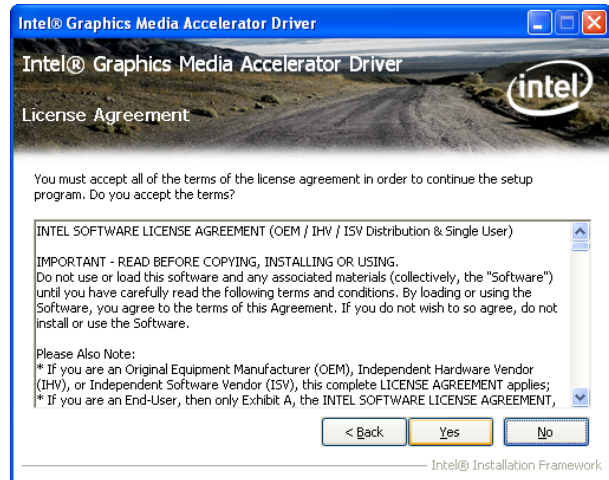 Intel® Graphics Media Accelerator Driver
Intel® Graphics Media Accelerator Driver
intel
License Agreement
You must accept all of the terms of the license agreement in order to continue the setup
program. Do you accept the terms?
INTEL SOFTWARE LICENSE AGREEMENT (OEM / IHV / ISV Distribution & Single User)
IMPORTANT - READ BEFORE COPYING, INSTALLING OR USING.
Do not use or load this software and any associated materials (collectively, the "Software")
until you have carefully read the following terms and conditions. By loading or using the
Software, you agree to the terms of this Agreement. If you do not wish to so agree, do not
install or use the Software.
Please Also Note:
* If you are an Original Equipment Manufacturer (OEM), Independent Hardware Vendor
(IHV), or Independent Software Vendor (ISV), this complete LICENSE AGREEMENT applies;
* If you are an End-User, then only Exhibit A, the INTEL SOFTWARE LICENSE AGREEMENT,
< Back Yes No
Intel® Installation Framework